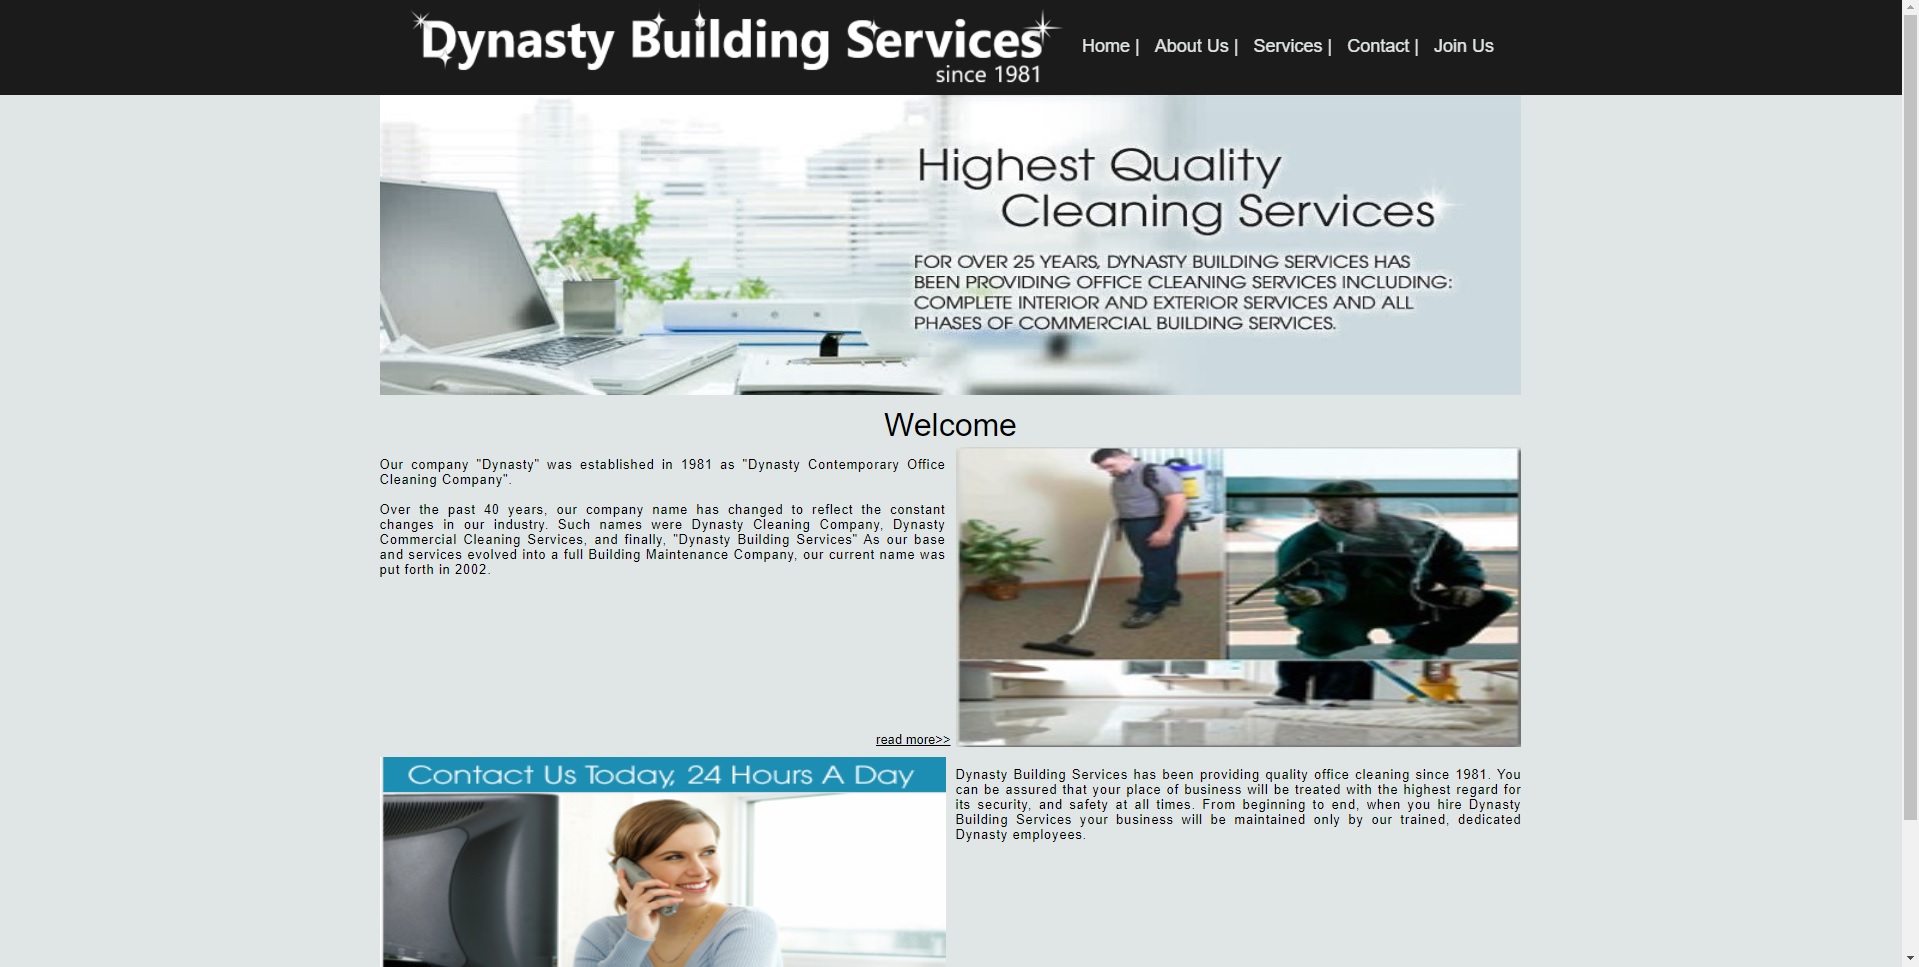 Dynasty Building Services
since 1981
Home | About Us | Services | Contact | Join Us
Highest Quality
Cleaning Services
FOR OVER 25 YEARS, DYNASTY BUILDING SERVICES HAS
BEEN PROVIDING OFFICE CLEANING SERVICES INCLUDING:
COMPLETE INTERIOR AND EXTERIOR SERVICES AND ALL
PHASES OF COMMERCIAL BUILDING SERVICES.
Welcome
Our company "Dynasty" was established in 1981 as "Dynasty Contemporary Office
Cleaning Company".
Over the past 40 years, our company name has changed to reflect the constant
changes in our industry. Such names were Dynasty Cleaning Company, Dynasty
Commercial Cleaning Services, and finally, "Dynasty Building Services" As our base
and services evolved into a full Building Maintenance Company, our current name was
put forth in 2002.
read more>>
Contact Us Today, 24 Hours A Day
Dynasty Building Services has been providing quality office cleaning since 1981. You
can be assured that your place of business will be treated with the highest regard for
its security, and safety at all times. From beginning to end, when you hire Dynasty
Building Services your business will be maintained only by our trained, dedicated
Dynasty employees.